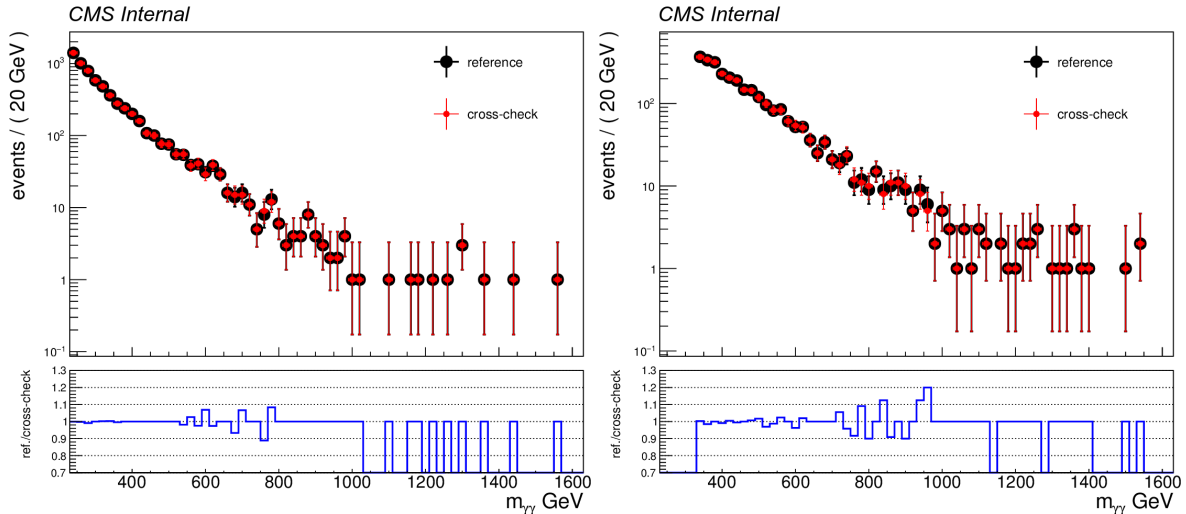 CMS Internal
events / ( 20 GeV )
10³
10²
10
1
10⁻¹
reference
cross-check
ref./cross-check
1.3
1.2
1.1
1
0.9
0.8
0.7
400 600 800 1000 1200 1400 1600
mγγ GeV
CMS Internal
events / ( 20 GeV )
10²
10
1
10⁻¹
reference
cross-check
ref./cross-check
1.3
1.2
1.1
1
0.9
0.8
0.7
400 600 800 1000 1200 1400 1600
mγγ GeV